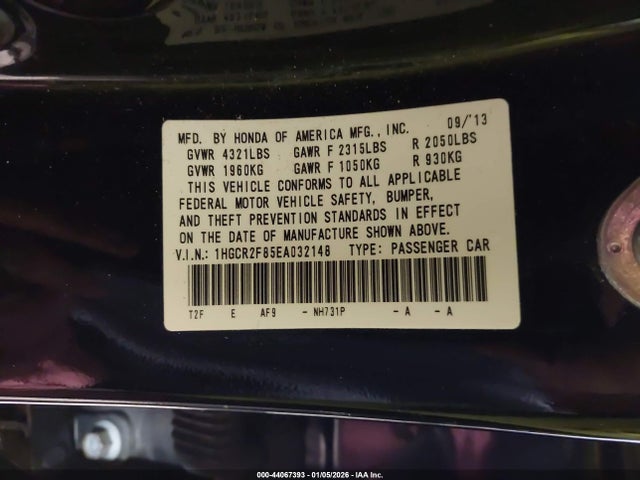 MFD. BY HONDA OF AMERICA MFG., INC. 09/'13
GVWR 4321LBS GAWR F 2315LBS R 2050LBS
GVWR 1960KG GAWR F 1050KG R 930KG
THIS VEHICLE CONFORMS TO ALL APPLICABLE
FEDERAL MOTOR VEHICLE SAFETY, BUMPER,
AND THEFT PREVENTION STANDARDS IN EFFECT
ON THE DATE OF MANUFACTURE SHOWN ABOVE.
V.I.N.: 1HGCR2F85EA032148 TYPE: PASSENGER CAR
T2F E AF9 - NH731P - A - A
000-44067393 | 01/05/2026 | IAA Inc.